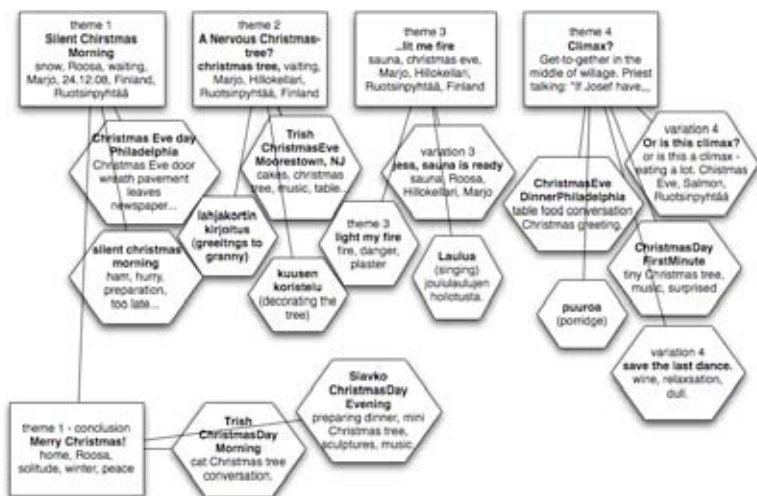 theme 1
Silent Chirstmas
Morning
snow, Roosa, waiting,
Marjo, 24.12.08, Finland,
Ruotsinpyhtää
theme 2
A Nervous Christmas-
tree?
christmas tree, vaiting,
Marjo, Hillokellari,
Ruotsinpyhtää, Finland
theme 3
...lit me fire
sauna, christmas eve,
Marjo, Hillokellari,
Ruotsinpyhtää, Finland
theme 4
Climax?
Get-to-gether in the
middle of willage. Priest
talking: "If Josef have,,,
Christmas Eve day
Philadelphia
Christmas Eve door
wreath pavement
leaves
newspaper...
Trish
ChristmasEve
Moorestown, NJ
cakes, christmas
tree, music, table...
variation 3
jess, sauna is ready
sauna, Roosa,
Hillokellari, Marjo
ChristmasEve
DinnerPhiladelphia
table food conversation
Christmas greeting.
variation 4
Or is this climax?
or is this a climax -
eating a lot. Chistmas
Eve, Salmon,
Ruotsinpyhtää
silent christmas
morning
ham, hurry,
preparation,
too late...
lahjakortin
kirjoitus
(greeitngs to
granny)
kuusen
koristelu
(decorating the
tree)
theme 3
light my fire
fire, danger,
plaster
Laulua
(singing)
joululaulujen
hoilotusta.
puuroa
(porridge)
ChristmasDay
FirstMinute
tiny Christmas tree,
music, surprised
variation 4
save the last dance.
wine, relaxsation,
dull.
theme 1 - conclusion
Merry Christmas!
home, Roosa,
solitude, winter, peace
Trish
ChristmasDay
Morning
cat Christmas tree
conversation.
Slavko
ChristmasDay
Evening
preparing dinner, mini
Christmas tree,
sculptures, music